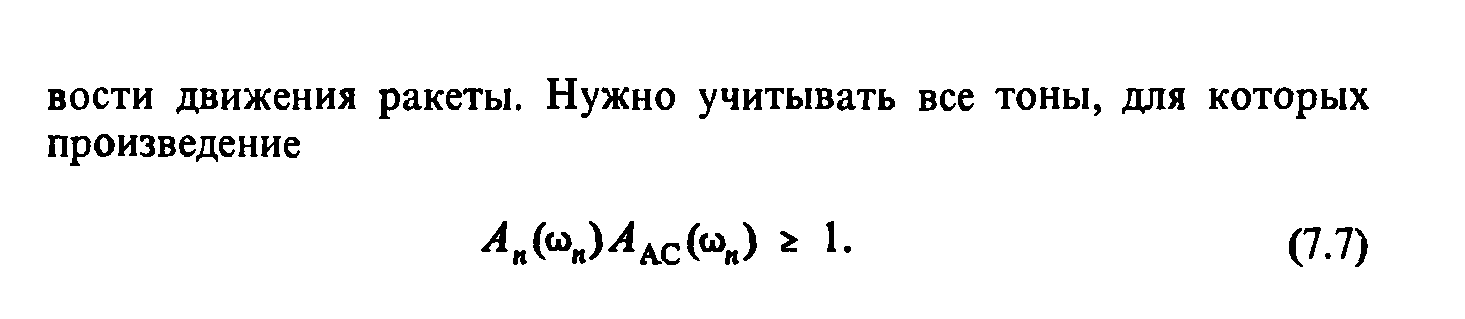 вости движения ракеты. Нужно учитывать все тоны, для которых
произведение
Aₙ(ωₙ)A_AC(ωₙ) ≥ 1. (7.7)